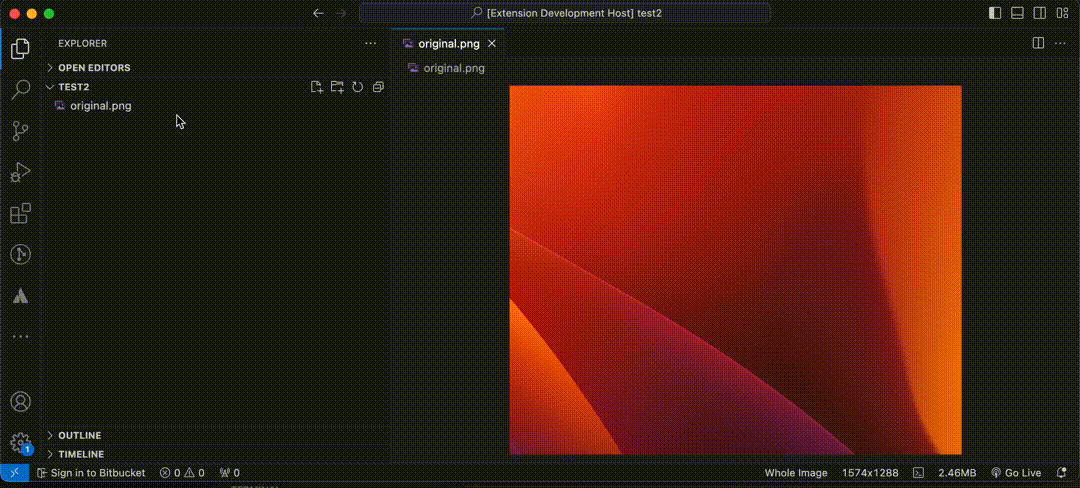 [Extension Development Host] test2
EXPLORER
original.png
OPEN EDITORS
original.png
TEST2
original.png
OUTLINE
TIMELINE
1
Sign in to Bitbucket 0 0 0 Whole Image 1574x1288 2.46MB Go Live